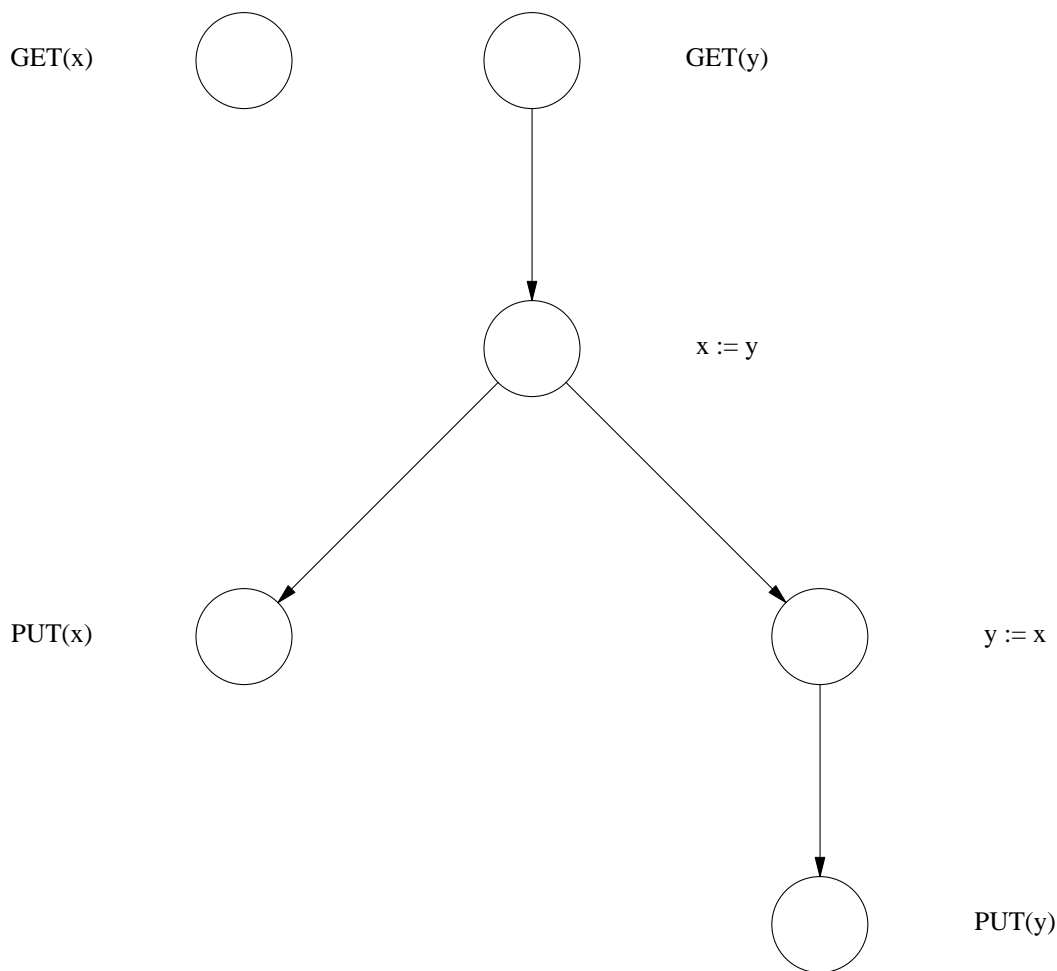 GET(x)
GET(y)
x := y
PUT(x)
y := x
PUT(y)